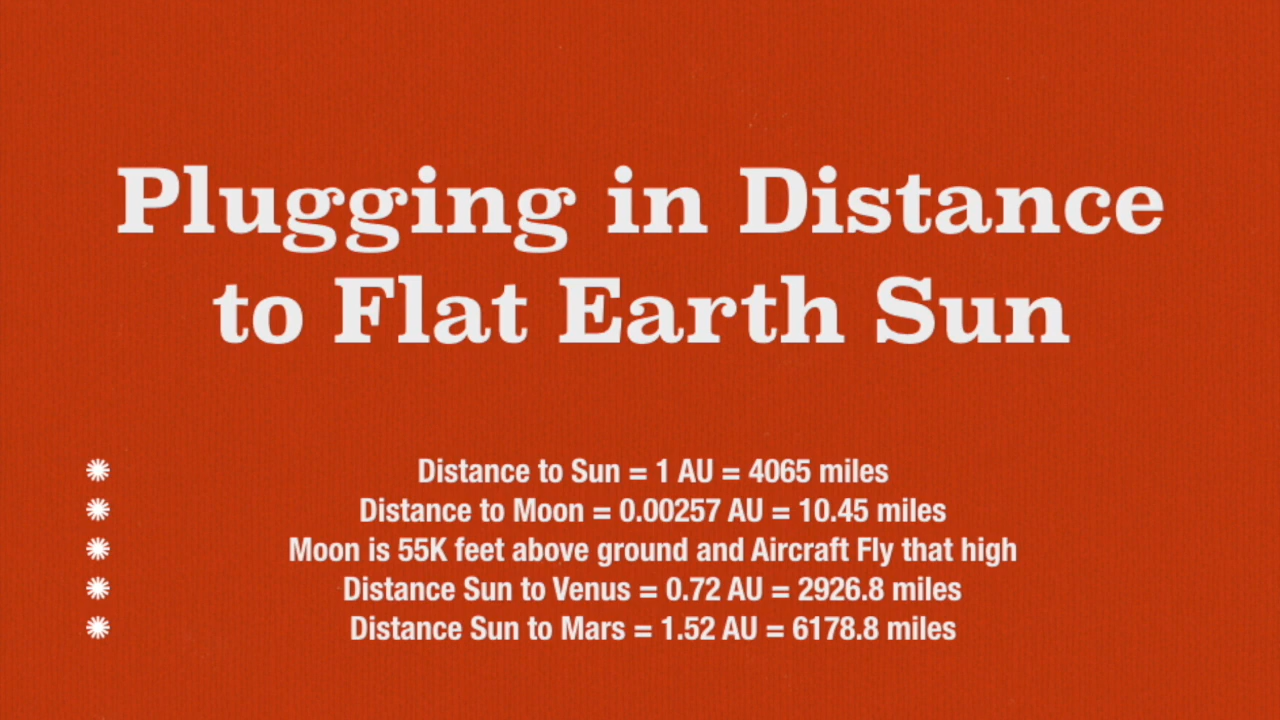 Plugging in Distance
to Flat Earth Sun
Distance to Sun = 1 AU = 4065 miles
Distance to Moon = 0.00257 AU = 10.45 miles
Moon is 55K feet above ground and Aircraft Fly that high
Distance Sun to Venus = 0.72 AU = 2926.8 miles
Distance Sun to Mars = 1.52 AU = 6178.8 miles